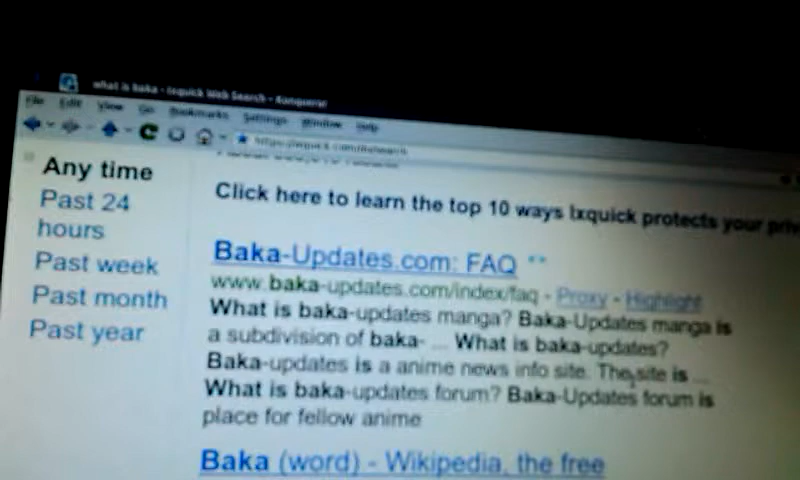 what is baka - Ixquick Web Search - Konqueror
File Edit View Go Bookmarks Settings Window Help
Any time
Past 24
hours
Past week
Past month
Past year
Click here to learn the top 10 ways Ixquick protects your priv
Baka-Updates.com: FAQ
www.baka-updates.com/index/faq - Proxy - Highlight
What is baka-updates manga? Baka-Updates manga is
a subdivision of baka- ... What is baka-updates?
Baka-updates is a anime news info site. The site is ...
What is baka-updates forum? Baka-Updates forum is
place for fellow anime
Baka (word) - Wikipedia, the free